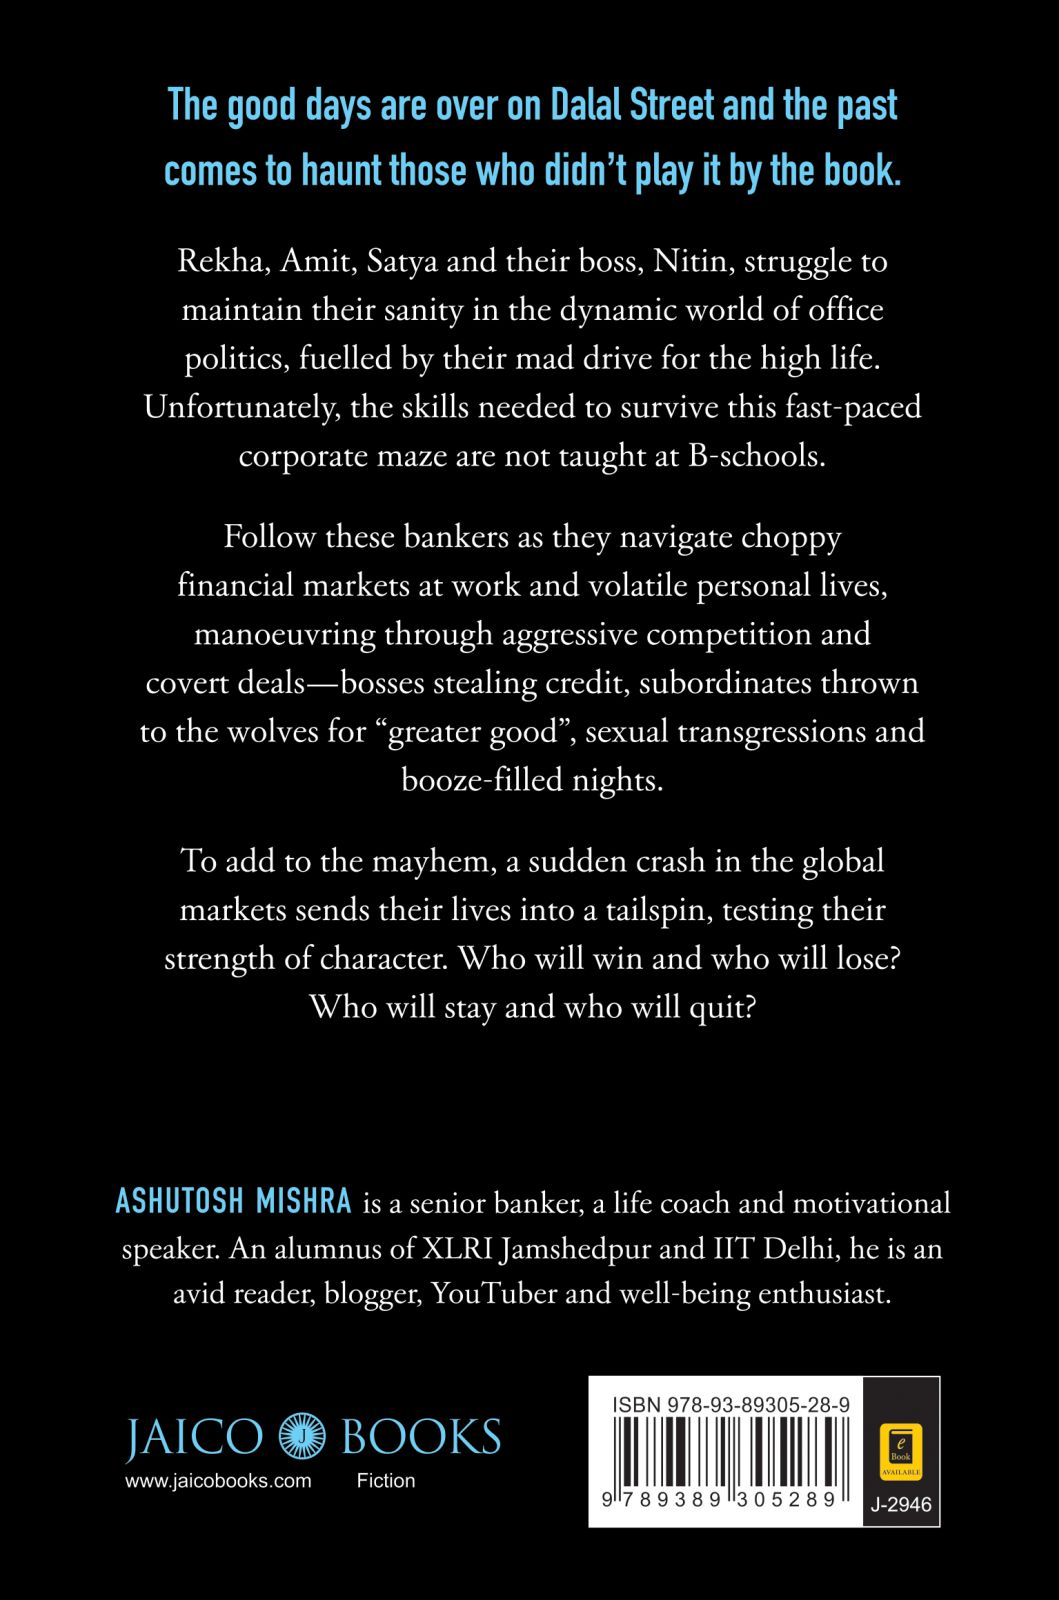 The good days are over on Dalal Street and the past
comes to haunt those who didn’t play it by the book.
Rekha, Amit, Satya and their boss, Nitin, struggle to
maintain their sanity in the dynamic world of office
politics, fuelled by their mad drive for the high life.
Unfortunately, the skills needed to survive this fast-paced
corporate maze are not taught at B-schools.
Follow these bankers as they navigate choppy
financial markets at work and volatile personal lives,
manoeuvring through aggressive competition and
covert deals—bosses stealing credit, subordinates thrown
to the wolves for “greater good”, sexual transgressions and
booze-filled nights.
To add to the mayhem, a sudden crash in the global
markets sends their lives into a tailspin, testing their
strength of character. Who will win and who will lose?
Who will stay and who will quit?
ASHUTOSH MISHRA is a senior banker, a life coach and motivational
speaker. An alumnus of XLRI Jamshedpur and IIT Delhi, he is an
avid reader, blogger, YouTuber and well-being enthusiast.
JAICO J BOOKS
www.jaicobooks.com Fiction
ISBN 978-93-89305-28-9
9 789389 305289
e
Book
AVAILABLE
J-2946